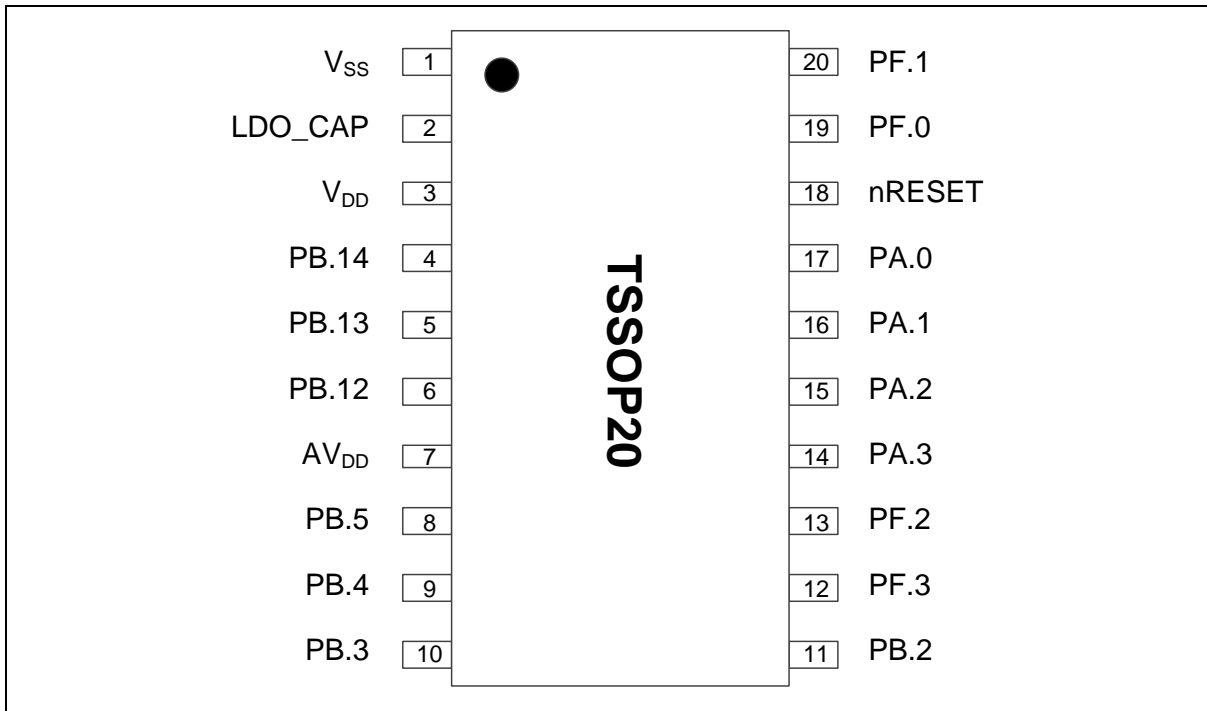 V_SS 1 20 PF.1
LDO_CAP 2 19 PF.0
V_DD 3 18 nRESET
PB.14 4 17 PA.0
PB.13 5 16 PA.1
PB.12 6 15 PA.2
AV_DD 7 14 PA.3
PB.5 8 13 PF.2
PB.4 9 12 PF.3
PB.3 10 11 PB.2
TSSOP20